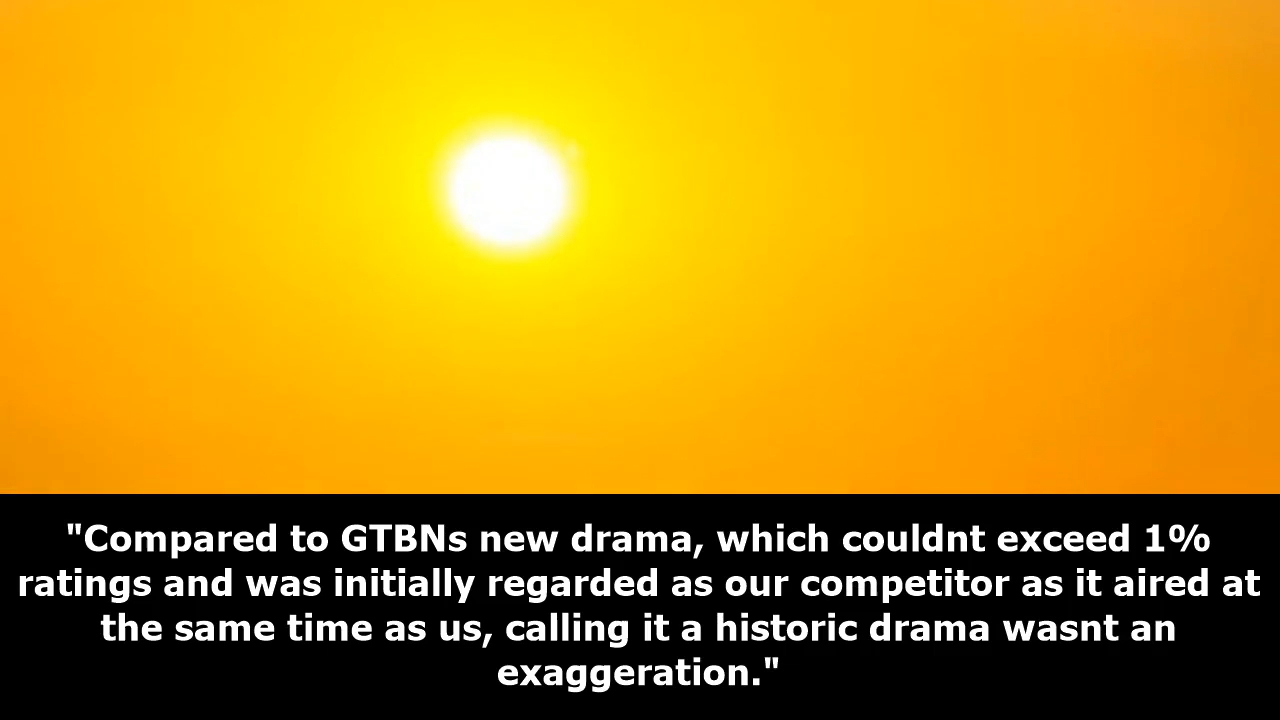 "Compared to GTBNs new drama, which couldnt exceed 1%
ratings and was initially regarded as our competitor as it aired at
the same time as us, calling it a historic drama wasnt an
exaggeration."